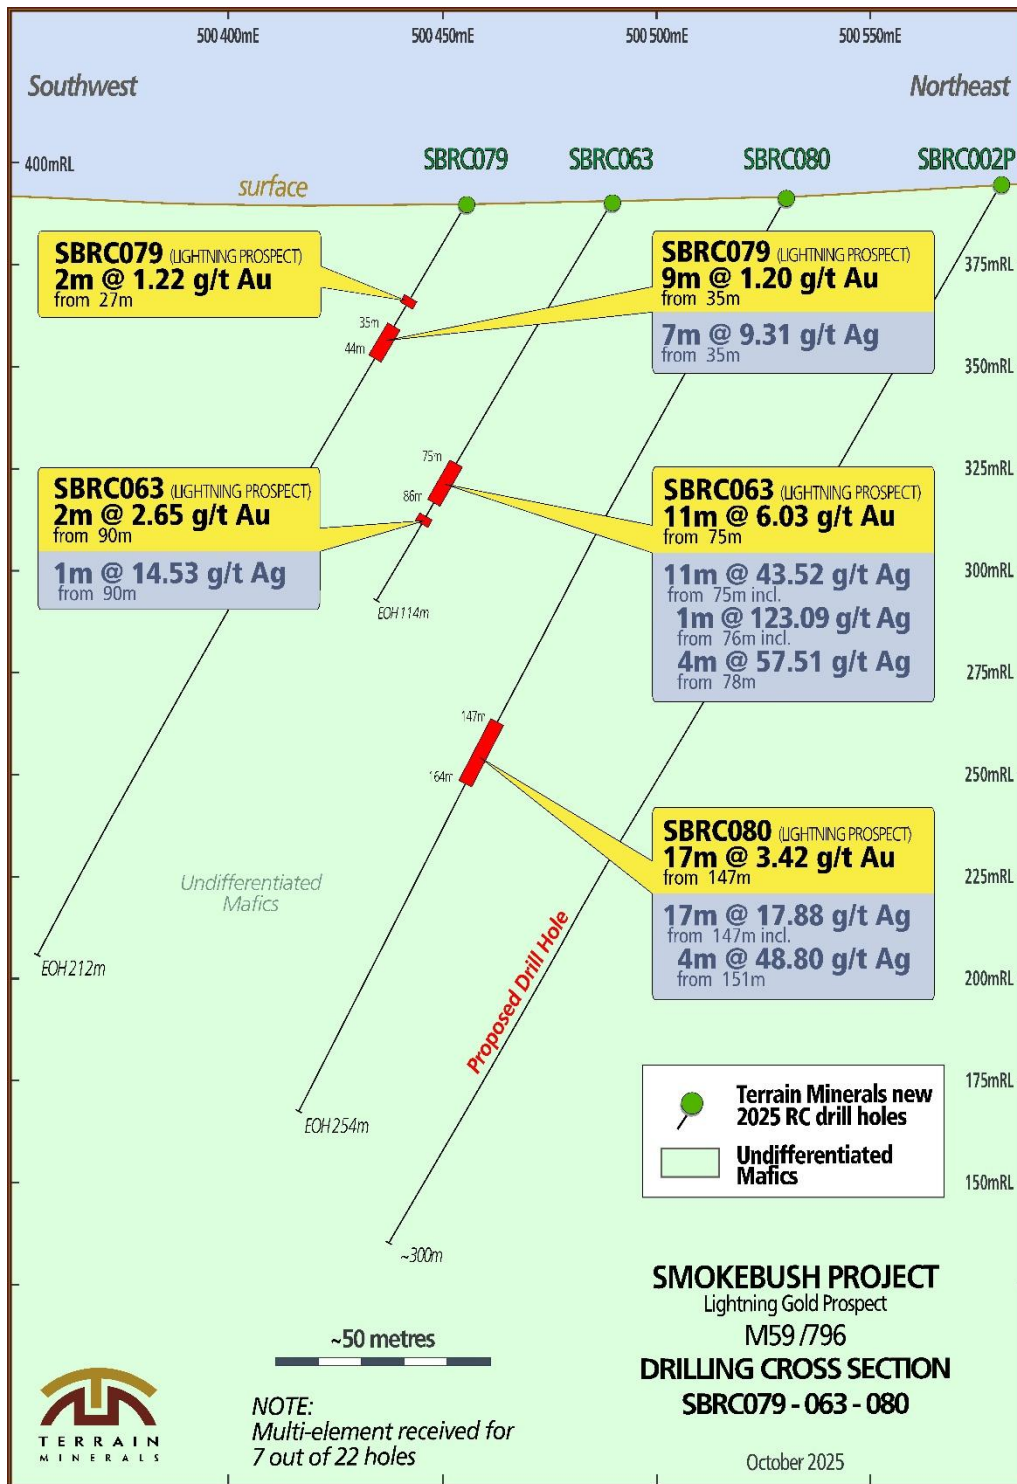 500 400mE
500 450mE
500 500mE
500 550mE
Southwest
Northeast
400mRL
SBRC079
SBRC063
SBRC080
SBRC002P
surface
SBRC079 (LIGHTNING PROSPECT)
2m @ 1.22 g/t Au
from 27m
SBRC079 (LIGHTNING PROSPECT)
9m @ 1.20 g/t Au
from 35m
7m @ 9.31 g/t Ag
from 35m
375mRL
35m
44m
350mRL
325mRL
75m
86m
SBRC063 (LIGHTNING PROSPECT)
2m @ 2.65 g/t Au
from 90m
1m @ 14.53 g/t Ag
from 90m
SBRC063 (LIGHTNING PROSPECT)
11m @ 6.03 g/t Au
from 75m
11m @ 43.52 g/t Ag
from 75m incl.
1m @ 123.09 g/t Ag
from 76m incl.
4m @ 57.51 g/t Ag
from 78m
300mRL
EOH 114m
275mRL
147m
164m
250mRL
SBRC080 (LIGHTNING PROSPECT)
17m @ 3.42 g/t Au
from 147m
17m @ 17.88 g/t Ag
from 147m incl.
4m @ 48.80 g/t Ag
from 151m
225mRL
Undifferentiated
Mafics
EOH 212m
200mRL
Proposed Drill Hole
175mRL
Terrain Minerals new
2025 RC drill holes
Undifferentiated
Mafics
EOH 254m
150mRL
~300m
SMOKEBUSH PROJECT
Lightning Gold Prospect
M59 /796
DRILLING CROSS SECTION
SBRC079 - 063 - 080
October 2025
~50 metres
NOTE:
Multi-element received for
7 out of 22 holes
TERRAIN
MINERALS